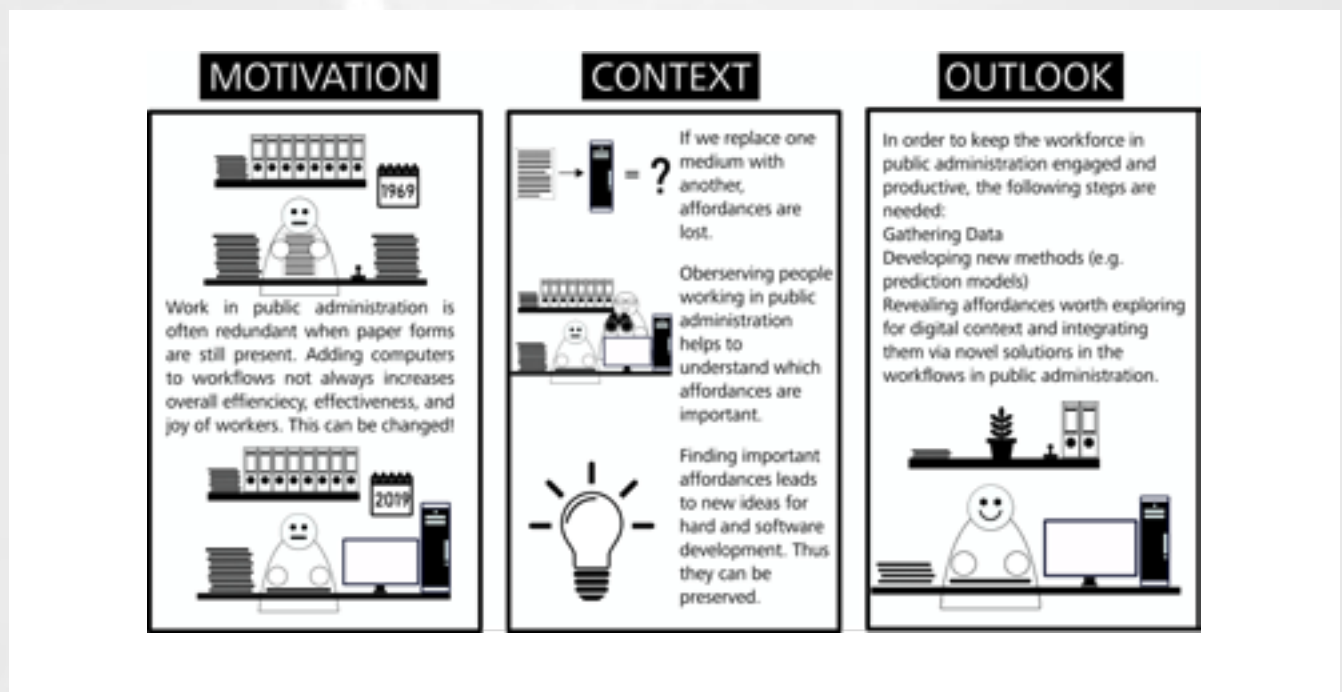 MOTIVATION
1969
Work in public administration is
often redundant when paper forms
are still present. Adding computers
to workflows not always increases
overall effienciecy, effectiveness, and
joy of workers. This can be changed!
2019
CONTEXT
= ?
If we replace one
medium with
another,
affordances are
lost.
Oberserving people
working in public
administration
helps to
understand which
affordances are
important.
Finding important
affordances leads
to new ideas for
hard and software
development. Thus
they can be
preserved.
OUTLOOK
In order to keep the workforce in
public administration engaged and
productive, the following steps are
needed:
Gathering Data
Developing new methods (e.g.
prediction models)
Revealing affordances worth exploring
for digital context and integrating
them via novel solutions in the
workflows in public administration.